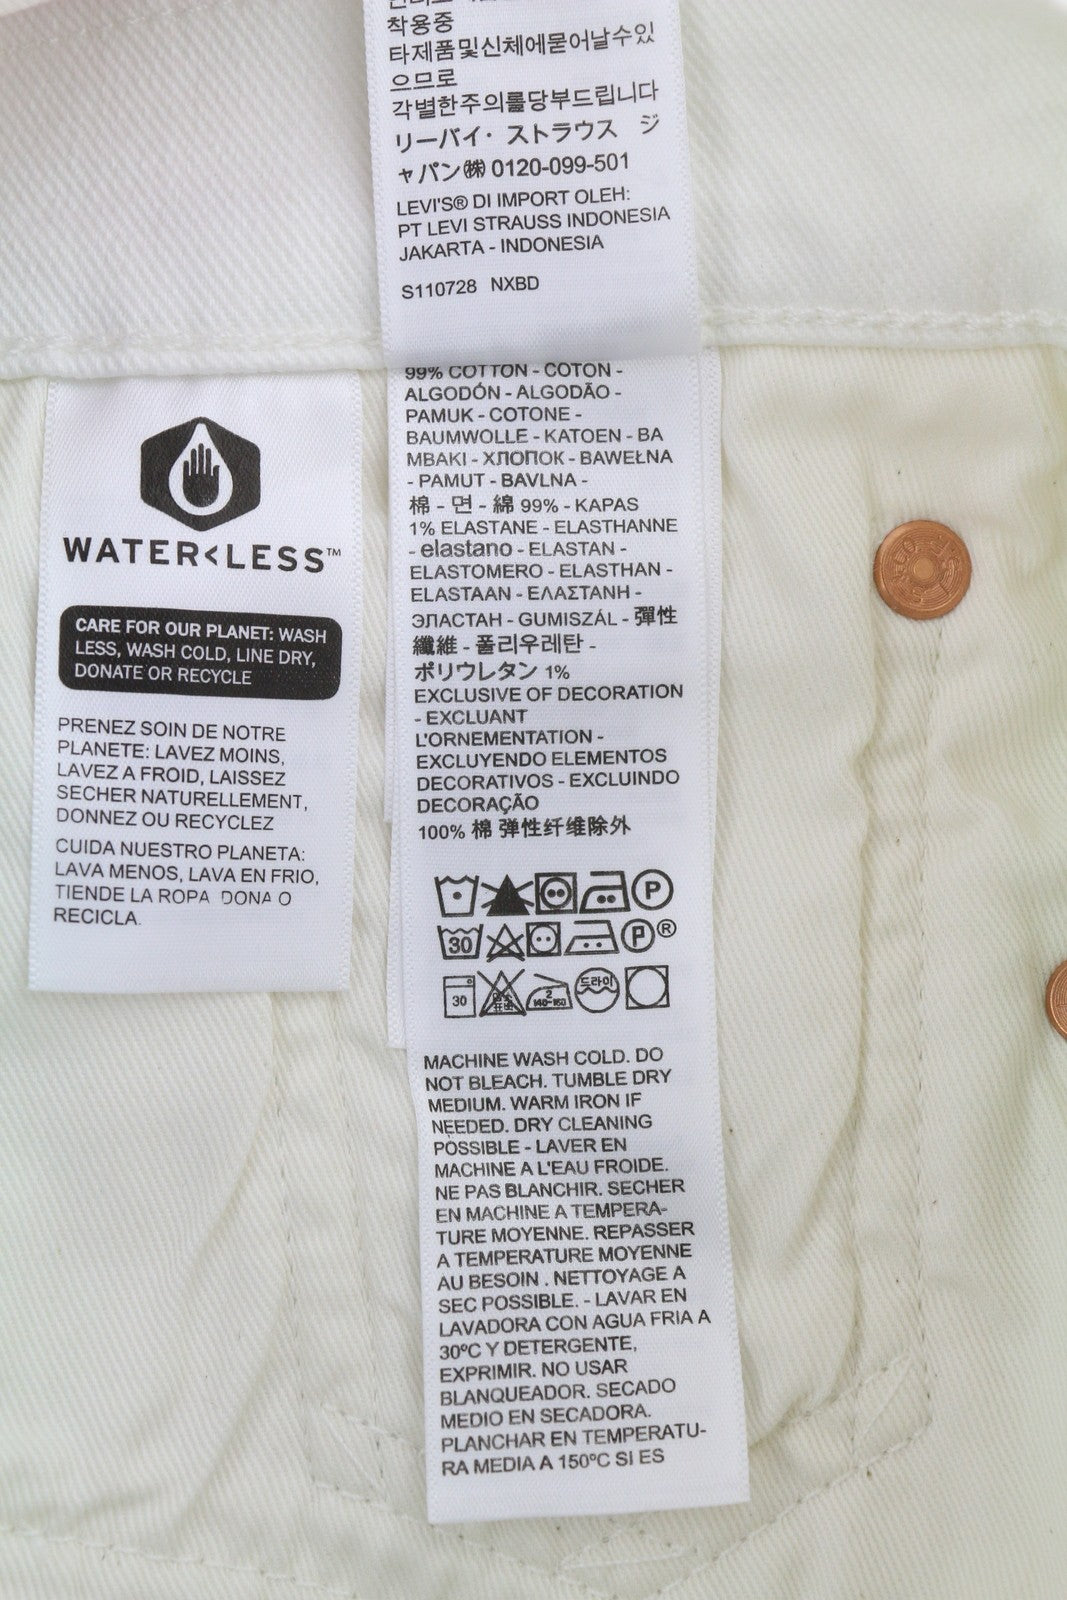 착용중
타제품및신체에묻어날수있
으므로
각별한주의를당부드립니다
リーバイ・ ストラウス ジ
ャパン㈱ 0120-099-501
LEVI'S® DI IMPORT OLEH:
PT LEVI STRAUSS INDONESIA
JAKARTA - INDONESIA
S110728 NXBD
WATER<LESS™
CARE FOR OUR PLANET: WASH
LESS, WASH COLD, LINE DRY,
DONATE OR RECYCLE
PRENEZ SOIN DE NOTRE
PLANETE: LAVEZ MOINS,
LAVEZ A FROID, LAISSEZ
SECHER NATURELLEMENT,
DONNEZ OU RECYCLEZ
CUIDA NUESTRO PLANETA:
LAVA MENOS, LAVA EN FRIO,
TIENDE LA ROPA DONA O
RECICLA.
99% COTTON - COTON -
ALGODÓN - ALGODÃO -
PAMUK - COTONE -
BAUMWOLLE - KATOEN - BA
MBAKI - ХЛОПОК - BAWEŁNA
- PAMUT - BAVLNA -
棉 - 면 - 綿 99% - KAPAS
1% ELASTANE - ELASTHANNE
- elastano - ELASTAN -
ELASTOMERO - ELASTHAN -
ELASTAAN - ΕΛΑΣΤΑΝΗ -
ЭЛАСТАН - GUMISZÁL - 彈性
纖維 - 폴리우레탄 -
ポリウレタン 1%
EXCLUSIVE OF DECORATION
- EXCLUANT
L'ORNEMENTATION -
EXCLUYENDO ELEMENTOS
DECORATIVOS - EXCLUINDO
DECORAÇÃO
100% 棉 弹性纤维除外
P
30 P ®
30 2 140-160 드라이
MACHINE WASH COLD. DO
NOT BLEACH. TUMBLE DRY
MEDIUM. WARM IRON IF
NEEDED. DRY CLEANING
POSSIBLE - LAVER EN
MACHINE A L'EAU FROIDE.
NE PAS BLANCHIR. SECHER
EN MACHINE A TEMPERA-
TURE MOYENNE. REPASSER
A TEMPERATURE MOYENNE
AU BESOIN . NETTOYAGE A
SEC POSSIBLE. - LAVAR EN
LAVADORA CON AGUA FRIA A
30ºC Y DETERGENTE,
EXPRIMIR. NO USAR
BLANQUEADOR. SECADO
MEDIO EN SECADORA.
PLANCHAR EN TEMPERATU-
RA MEDIA A 150ºC SI ES